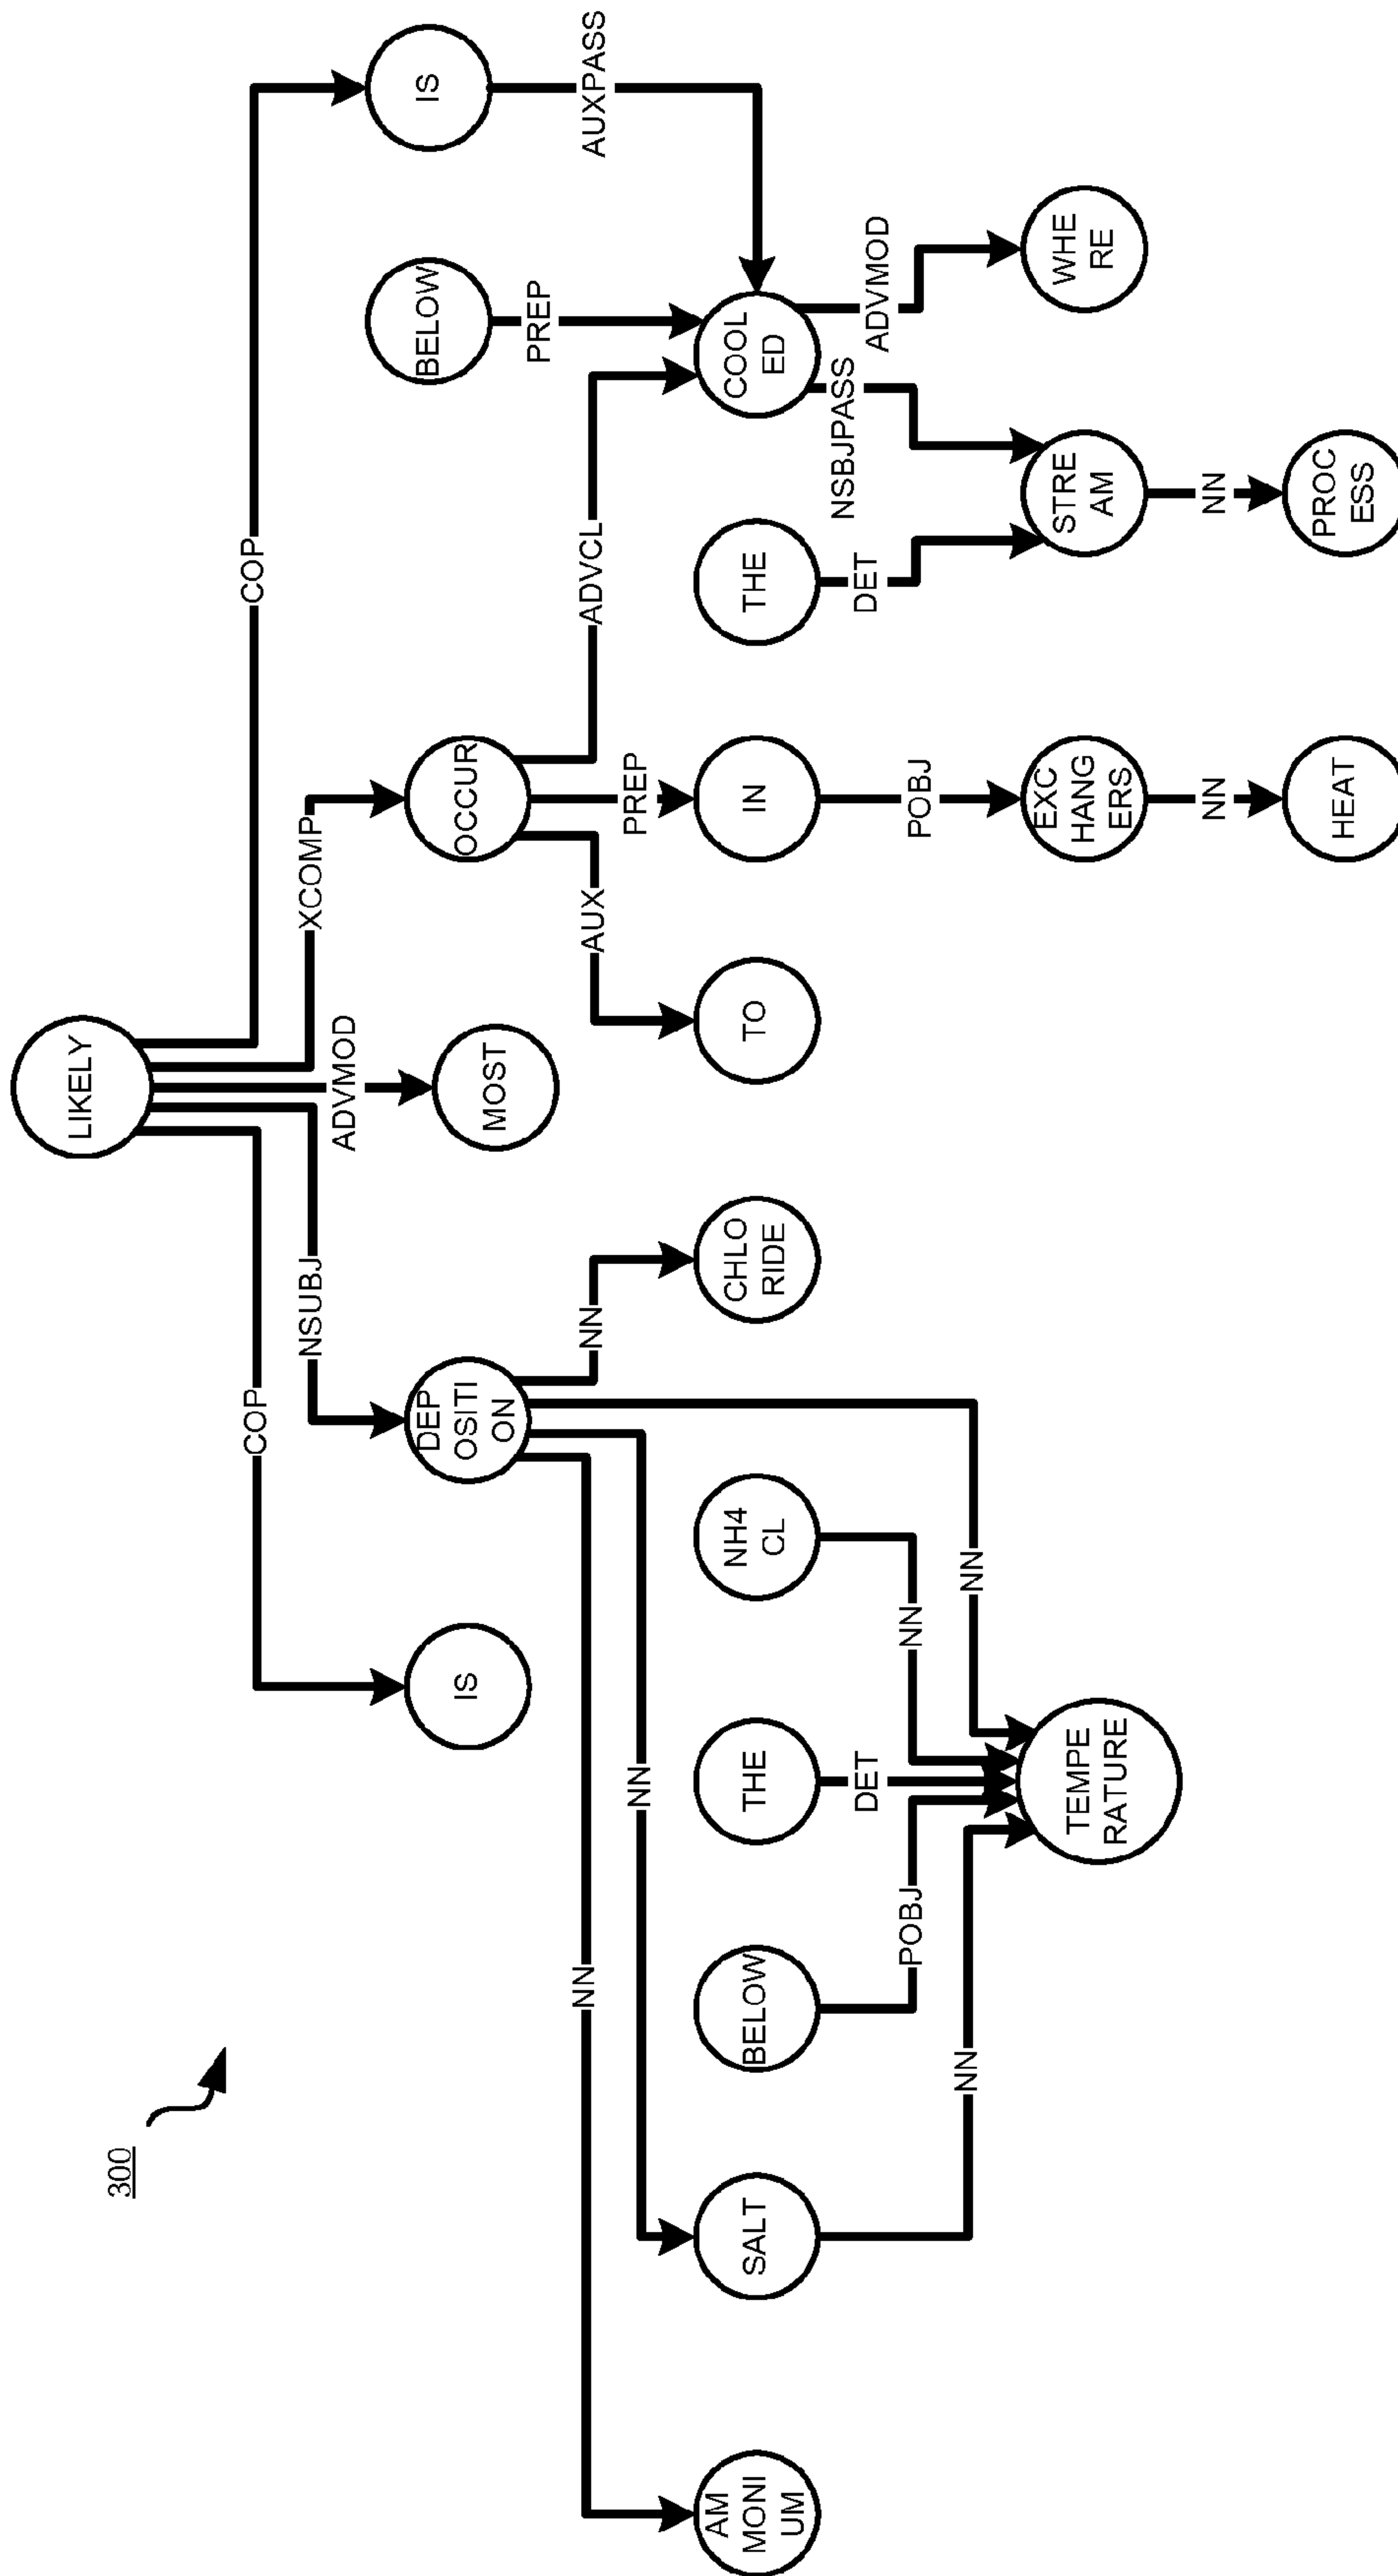 300
LIKELY
COP
NSUBJ
ADVMOD
XCOMP
COP
IS
DEP
OSITI
ON
MOST
OCCUR
BELOW
IS
NN
NN
NN
NN
AUX
PREP
ADVCL
PREP
AUXPASS
AM
MONI
UM
SALT
BELOW
THE
NH4
CL
CHLO
RIDE
TO
IN
THE
COOL
ED
NN
POBJ
DET
NN
POBJ
DET
NSBJPASS
ADVMOD
TEMPE
RATURE
EXC
HANG
ERS
STRE
AM
WHE
RE
NN
NN
HEAT
PROC
ESS